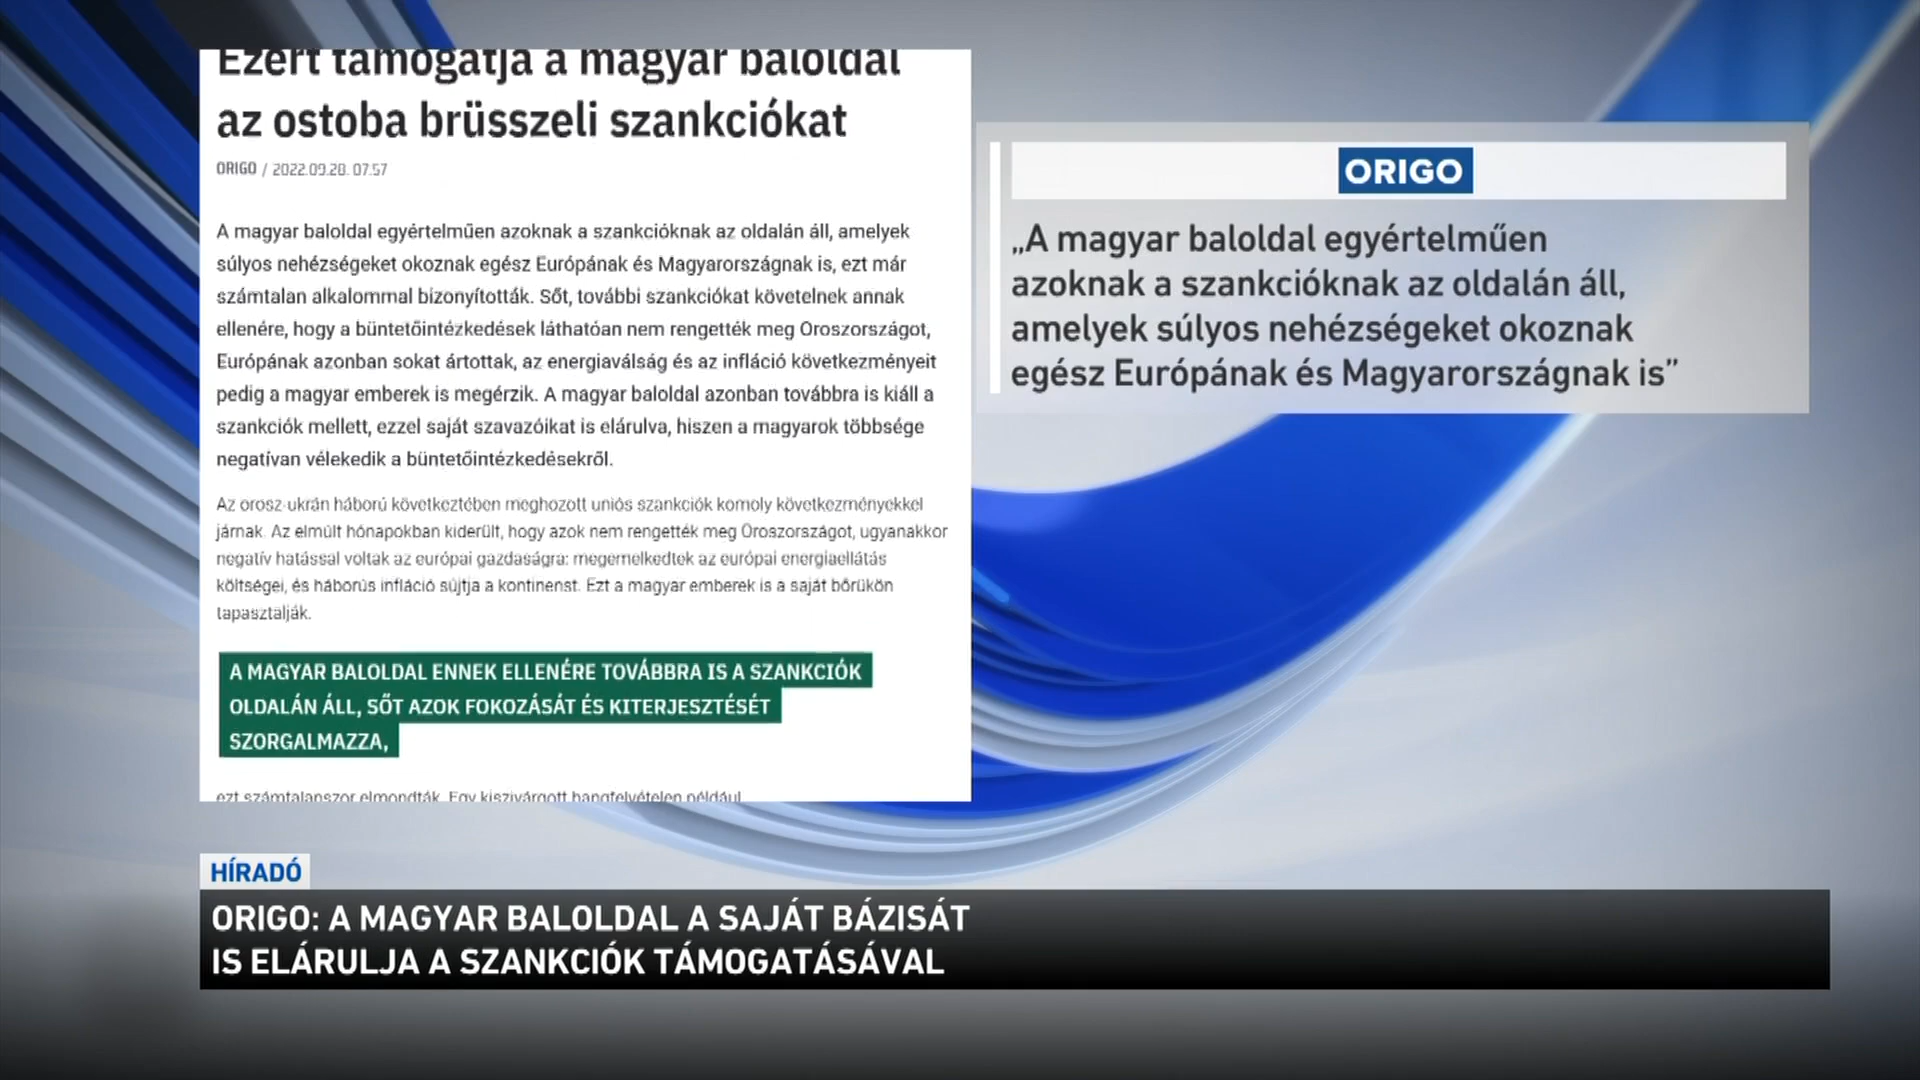 Ezért támogatja a magyar baloldal
az ostoba brüsszeli szankciókat
ORIGO / 2022.09.28. 07:57
A magyar baloldal egyértelműen azoknak a szankcióknak az oldalán áll, amelyek
súlyos nehézségeket okoznak egész Európának és Magyarországnak is, ezt már
számtalan alkalommal bizonyították. Sőt, további szankciókat követelnek annak
ellenére, hogy a büntetőintézkedések láthatóan nem rengették meg Oroszországot,
Európának azonban sokat ártottak, az energiaválság és az infláció következményeit
pedig a magyar emberek is megérzik. A magyar baloldal azonban továbbra is kiáll a
szankciók mellett, ezzel saját szavazóikat is elárulva, hiszen a magyarok többsége
negatívan vélekedik a büntetőintézkedésekről.
Az orosz-ukrán háború következtében meghozott uniós szankciók komoly következményekkel
járnak. Az elmúlt hónapokban kiderült, hogy azok nem rengették meg Oroszországot, ugyanakkor
negatív hatással voltak az európai gazdaságra: megemelkedtek az európai energiaellátás
költségei, és háborús infláció sújtja a kontinenst. Ezt a magyar emberek is a saját bőrükön
tapasztalják.
A MAGYAR BALOLDAL ENNEK ELLENÉRE TOVÁBBRA IS A SZANKCIÓK
OLDALÁN ÁLL, SŐT AZOK FOKOZÁSÁT ÉS KITERJESZTÉSÉT
SZORGALMAZZA,
ezt számtalanszor elmondták. Egy kiszivárgott hangfelvételen például
ORIGO
„A magyar baloldal egyértelműen
azoknak a szankcióknak az oldalán áll,
amelyek súlyos nehézségeket okoznak
egész Európának és Magyarországnak is”
HÍRADÓ
ORIGO: A MAGYAR BALOLDAL A SAJÁT BÁZISÁT
IS ELÁRULJA A SZANKCIÓK TÁMOGATÁSÁVAL